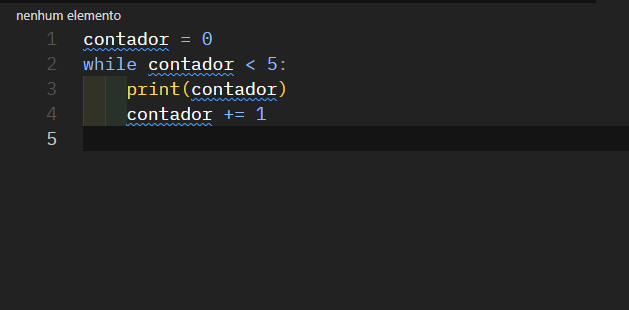 nenhum elemento
1 contador = 0
2 while contador < 5:
3     print(contador)
4     contador += 1
5